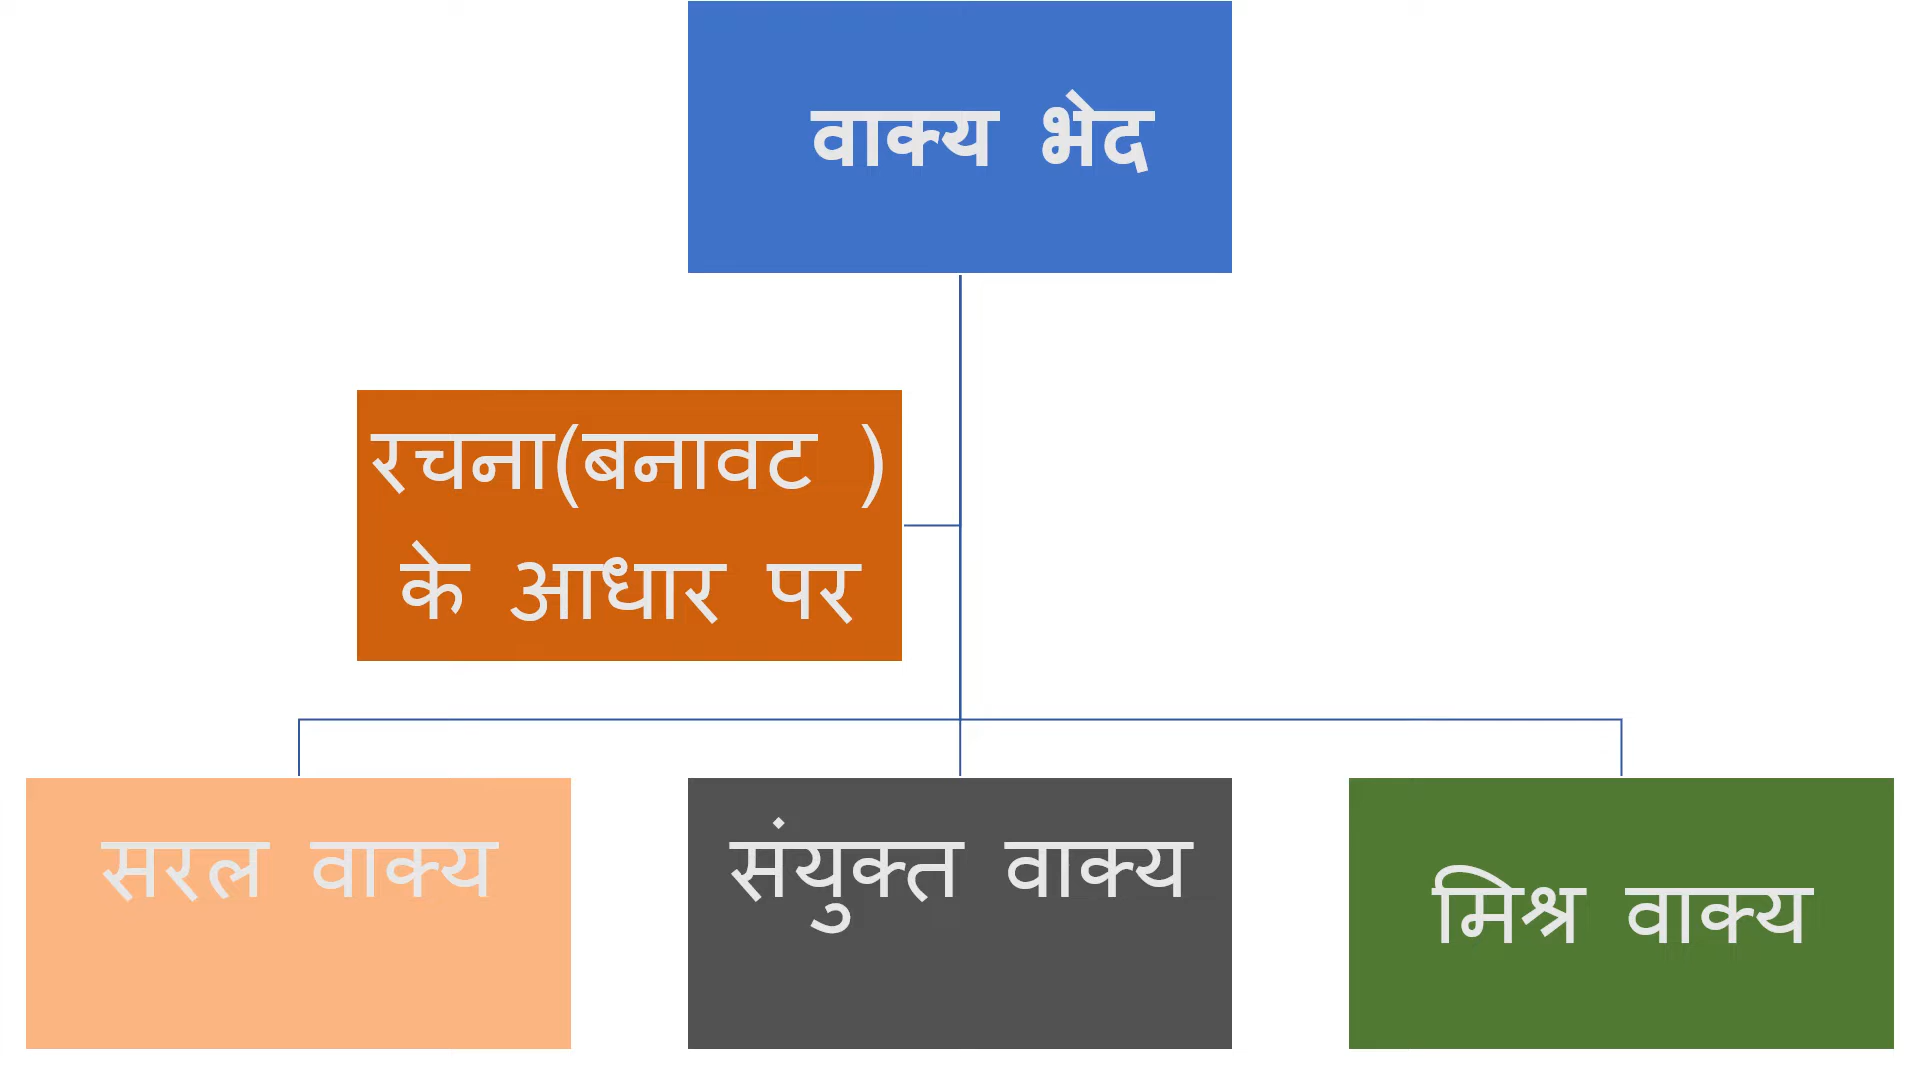 वाक्य भेद
रचना(बनावट )
के आधार पर
सरल वाक्य
संयुक्त वाक्य
मिश्र वाक्य